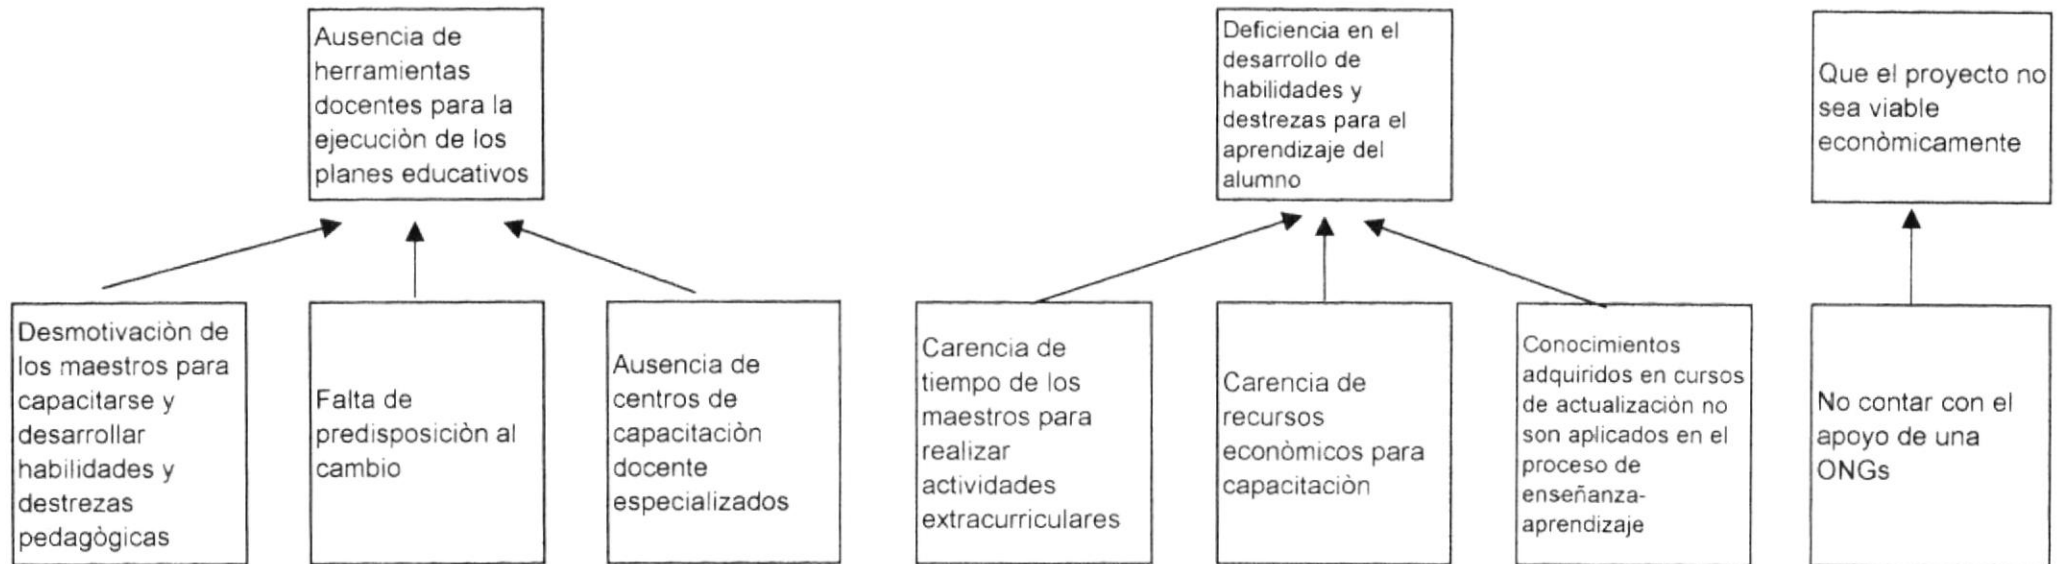 Ausencia de
herramientas
docentes para la
ejecuciòn de los
planes educativos
Deficiencia en el
desarrollo de
habilidades y
destrezas para el
aprendizaje del
alumno
Que el proyecto no
sea viable
econòmicamente
Desmotivaciòn de
los maestros para
capacitarse y
desarrollar
habilidades y
destrezas
pedagògicas
Falta de
predisposiciòn al
cambio
Ausencia de
centros de
capacitaciòn
docente
especializados
Carencia de
tiempo de los
maestros para
realizar
actividades
extracurriculares
Carencia de
recursos
econòmicos para
capacitaciòn
Conocimientos
adquiridos en cursos
de actualizaciòn no
son aplicados en el
proceso de
enseñanza-
aprendizaje
No contar con el
apoyo de una
ONGs